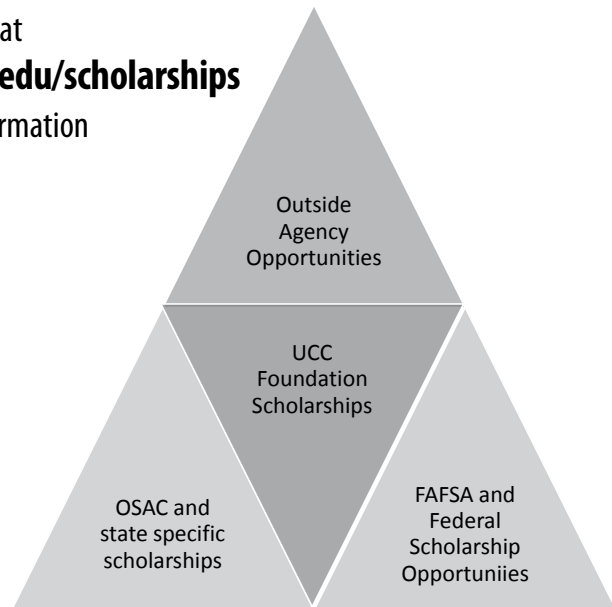 at
edu/scholarships
rmation
Outside
Agency
Opportunities
UCC
Foundation
Scholarships
OSAC and
state specific
scholarships
FAFSA and
Federal
Scholarship
Opportuniies